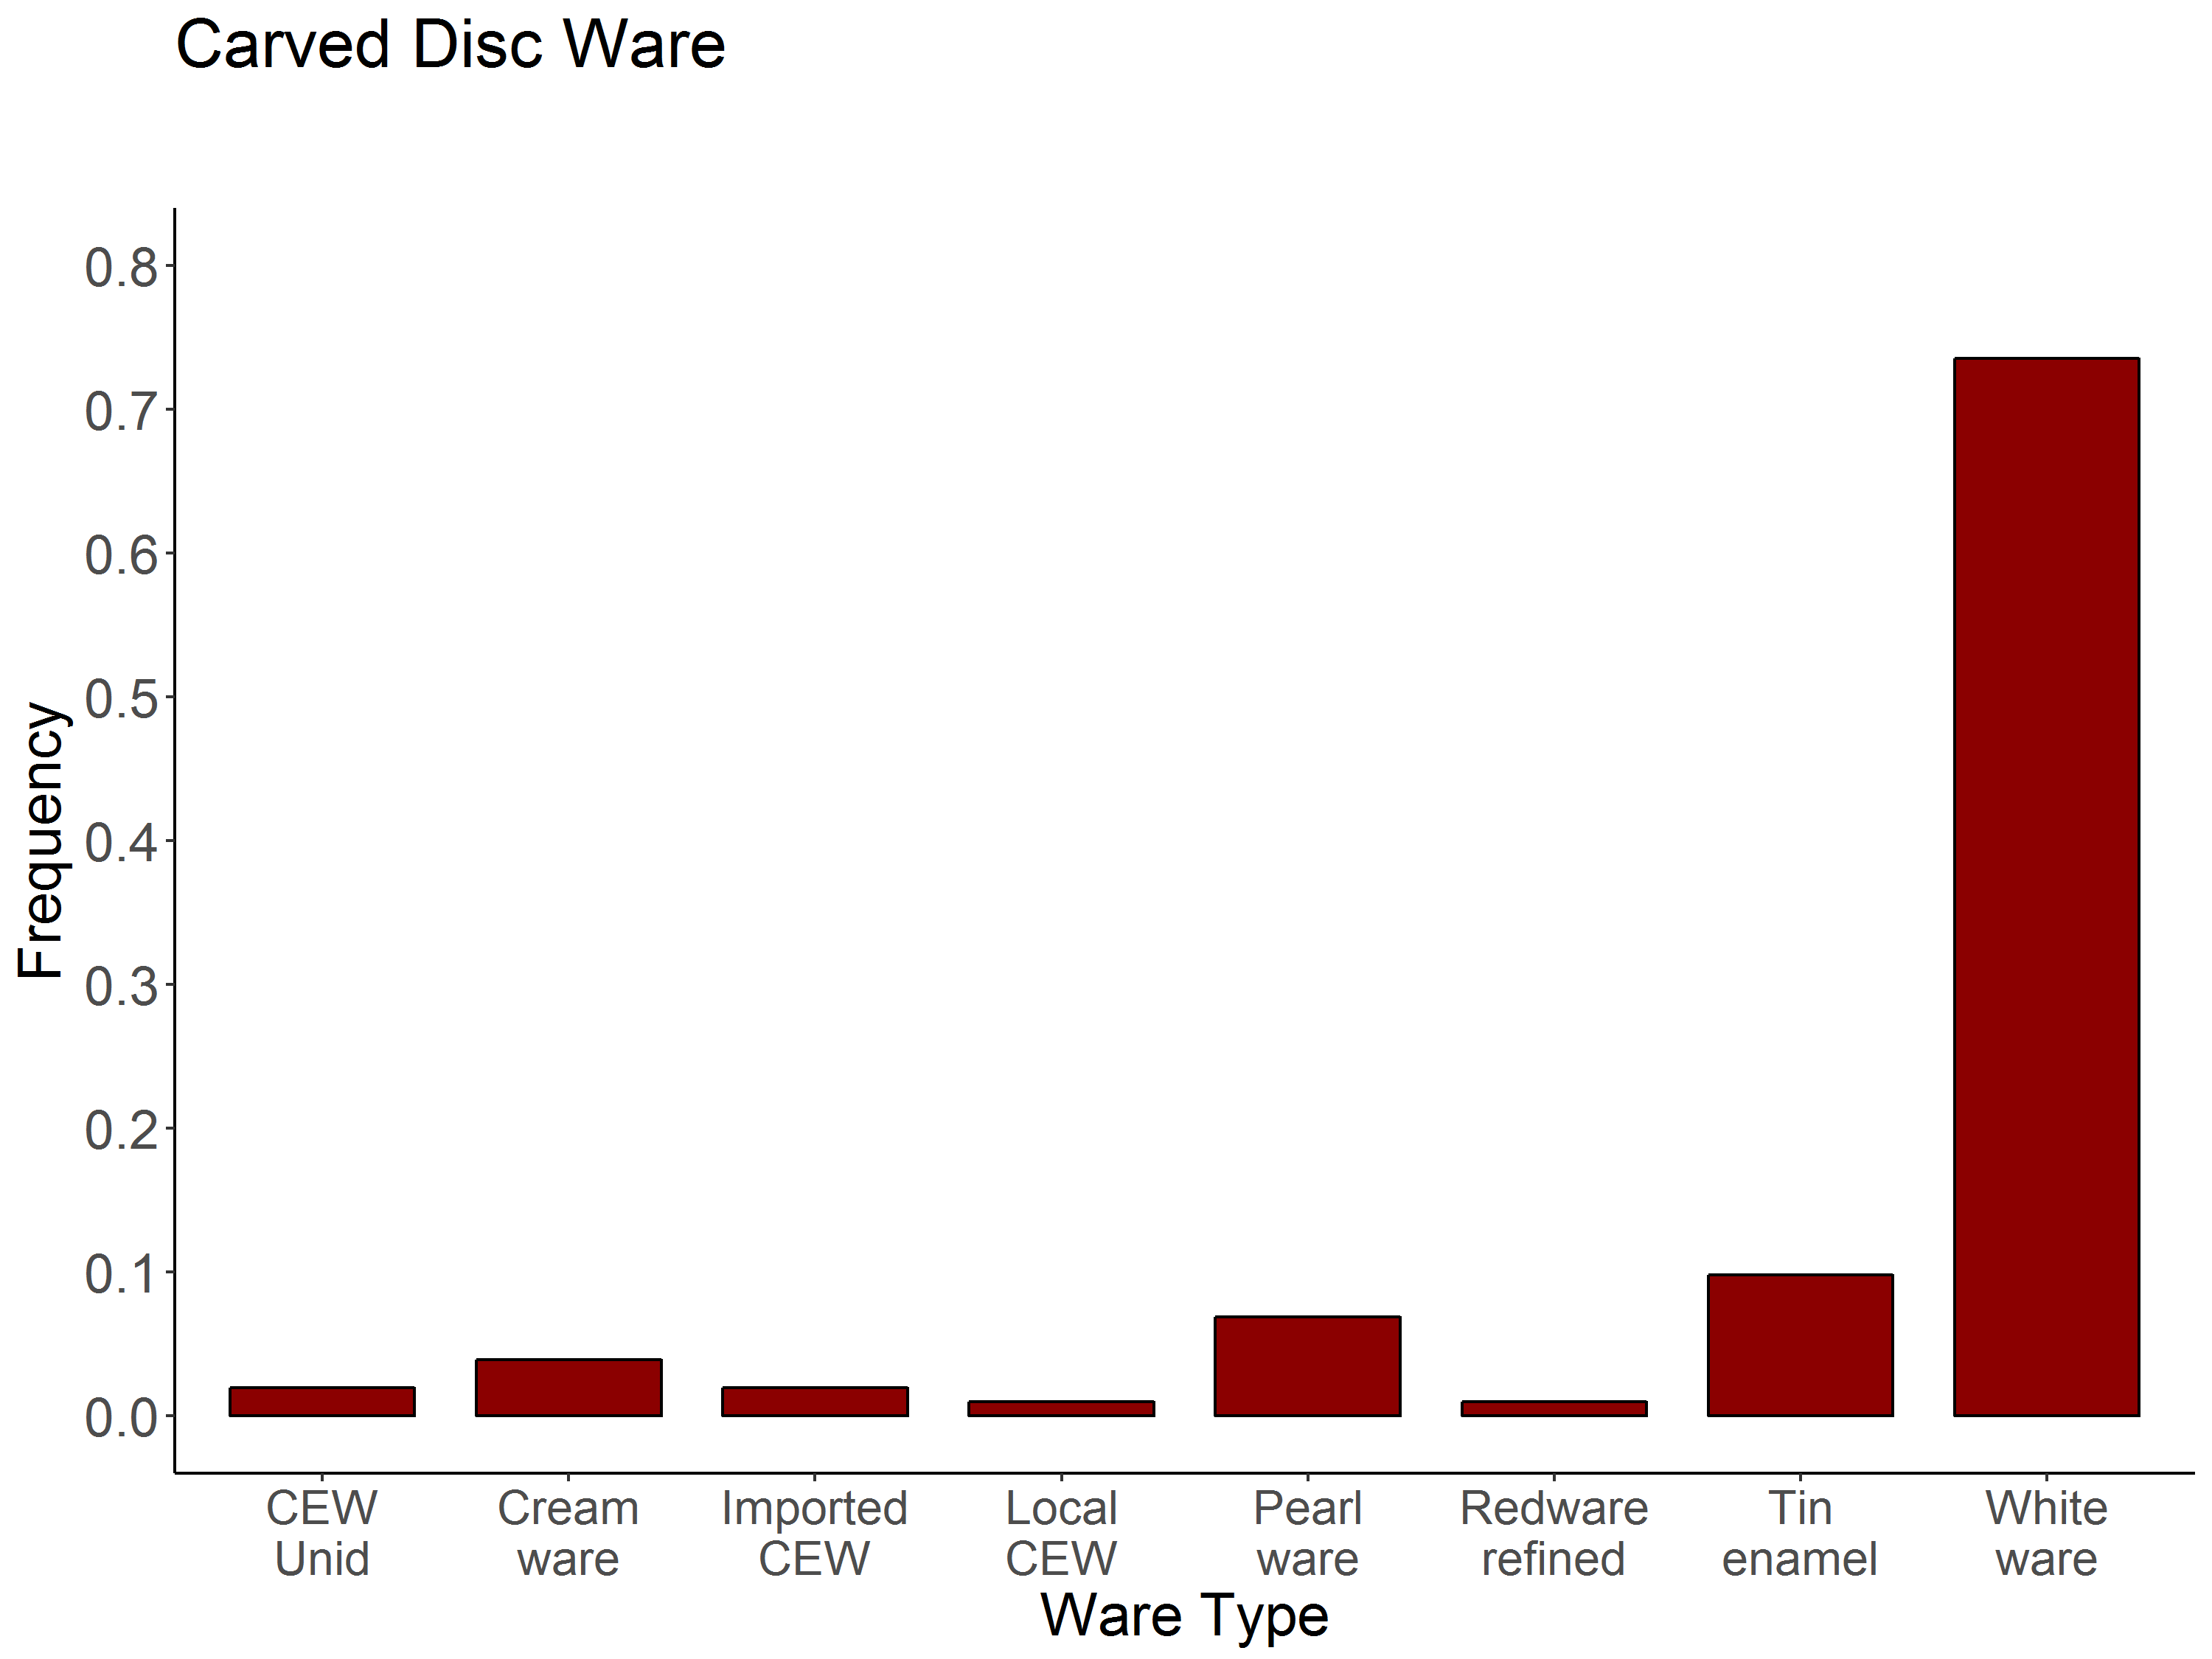 Carved Disc Ware
Frequency
0.8
0.7
0.6
0.5
0.4
0.3
0.2
0.1
0.0
CEW
Unid
Cream
ware
Imported
CEW
Local
CEW
Pearl
ware
Redware
refined
Tin
enamel
White
ware
Ware Type